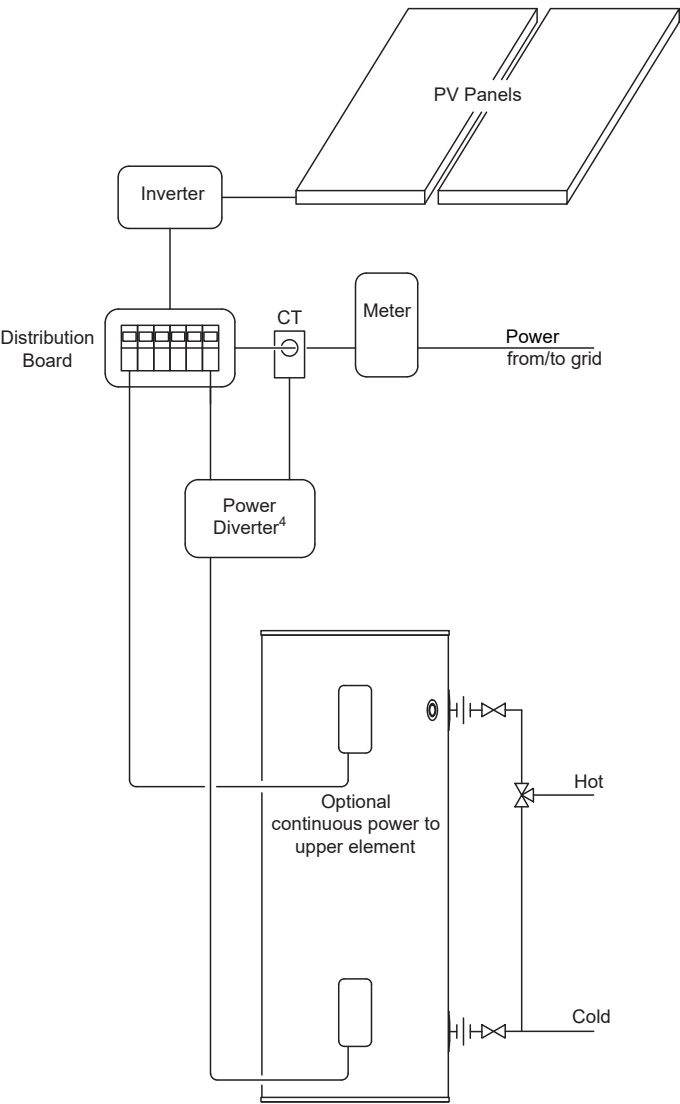 PV Panels
Inverter
Distribution
Board
CT
Meter
Power
from/to grid
Power
Diverter⁴
Optional
continuous power to
upper element
Hot
Cold